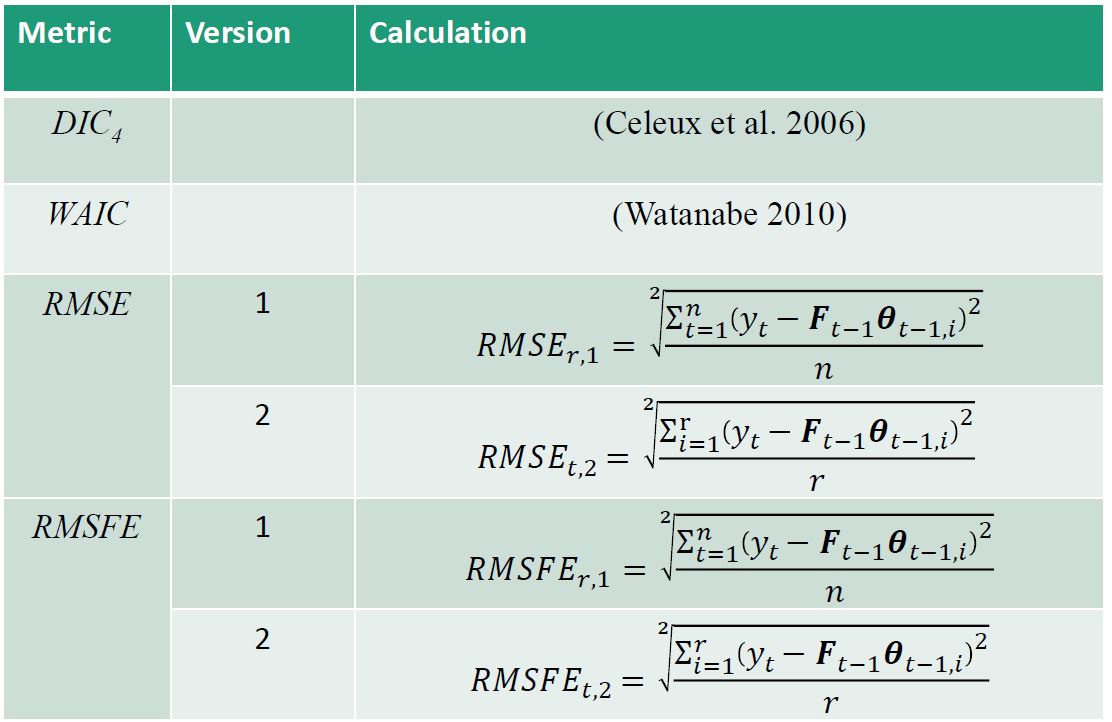 Metric Version Calculation
DIC₄ (Celeux et al. 2006)
WAIC (Watanabe 2010)
RMSE 1 $RMSE_{r,1} = \sqrt[2]{\frac{\Sigma_{t=1}^{n}(y_t - \boldsymbol{F}_{t-1}\boldsymbol{\theta}_{t-1,i})^2}{n}}$
2 $RMSE_{t,2} = \sqrt[2]{\frac{\Sigma_{i=1}^{\mathrm{r}}(y_t - \boldsymbol{F}_{t-1}\boldsymbol{\theta}_{t-1,i})^2}{r}}$
RMSFE 1 $RMSFE_{r,1} = \sqrt[2]{\frac{\Sigma_{t=1}^{n}(y_t - \boldsymbol{F}_{t-1}\boldsymbol{\theta}_{t-1,i})^2}{n}}$
2 $RMSFE_{t,2} = \sqrt[2]{\frac{\Sigma_{i=1}^{r}(y_t - \boldsymbol{F}_{t-1}\boldsymbol{\theta}_{t-1,i})^2}{r}}$